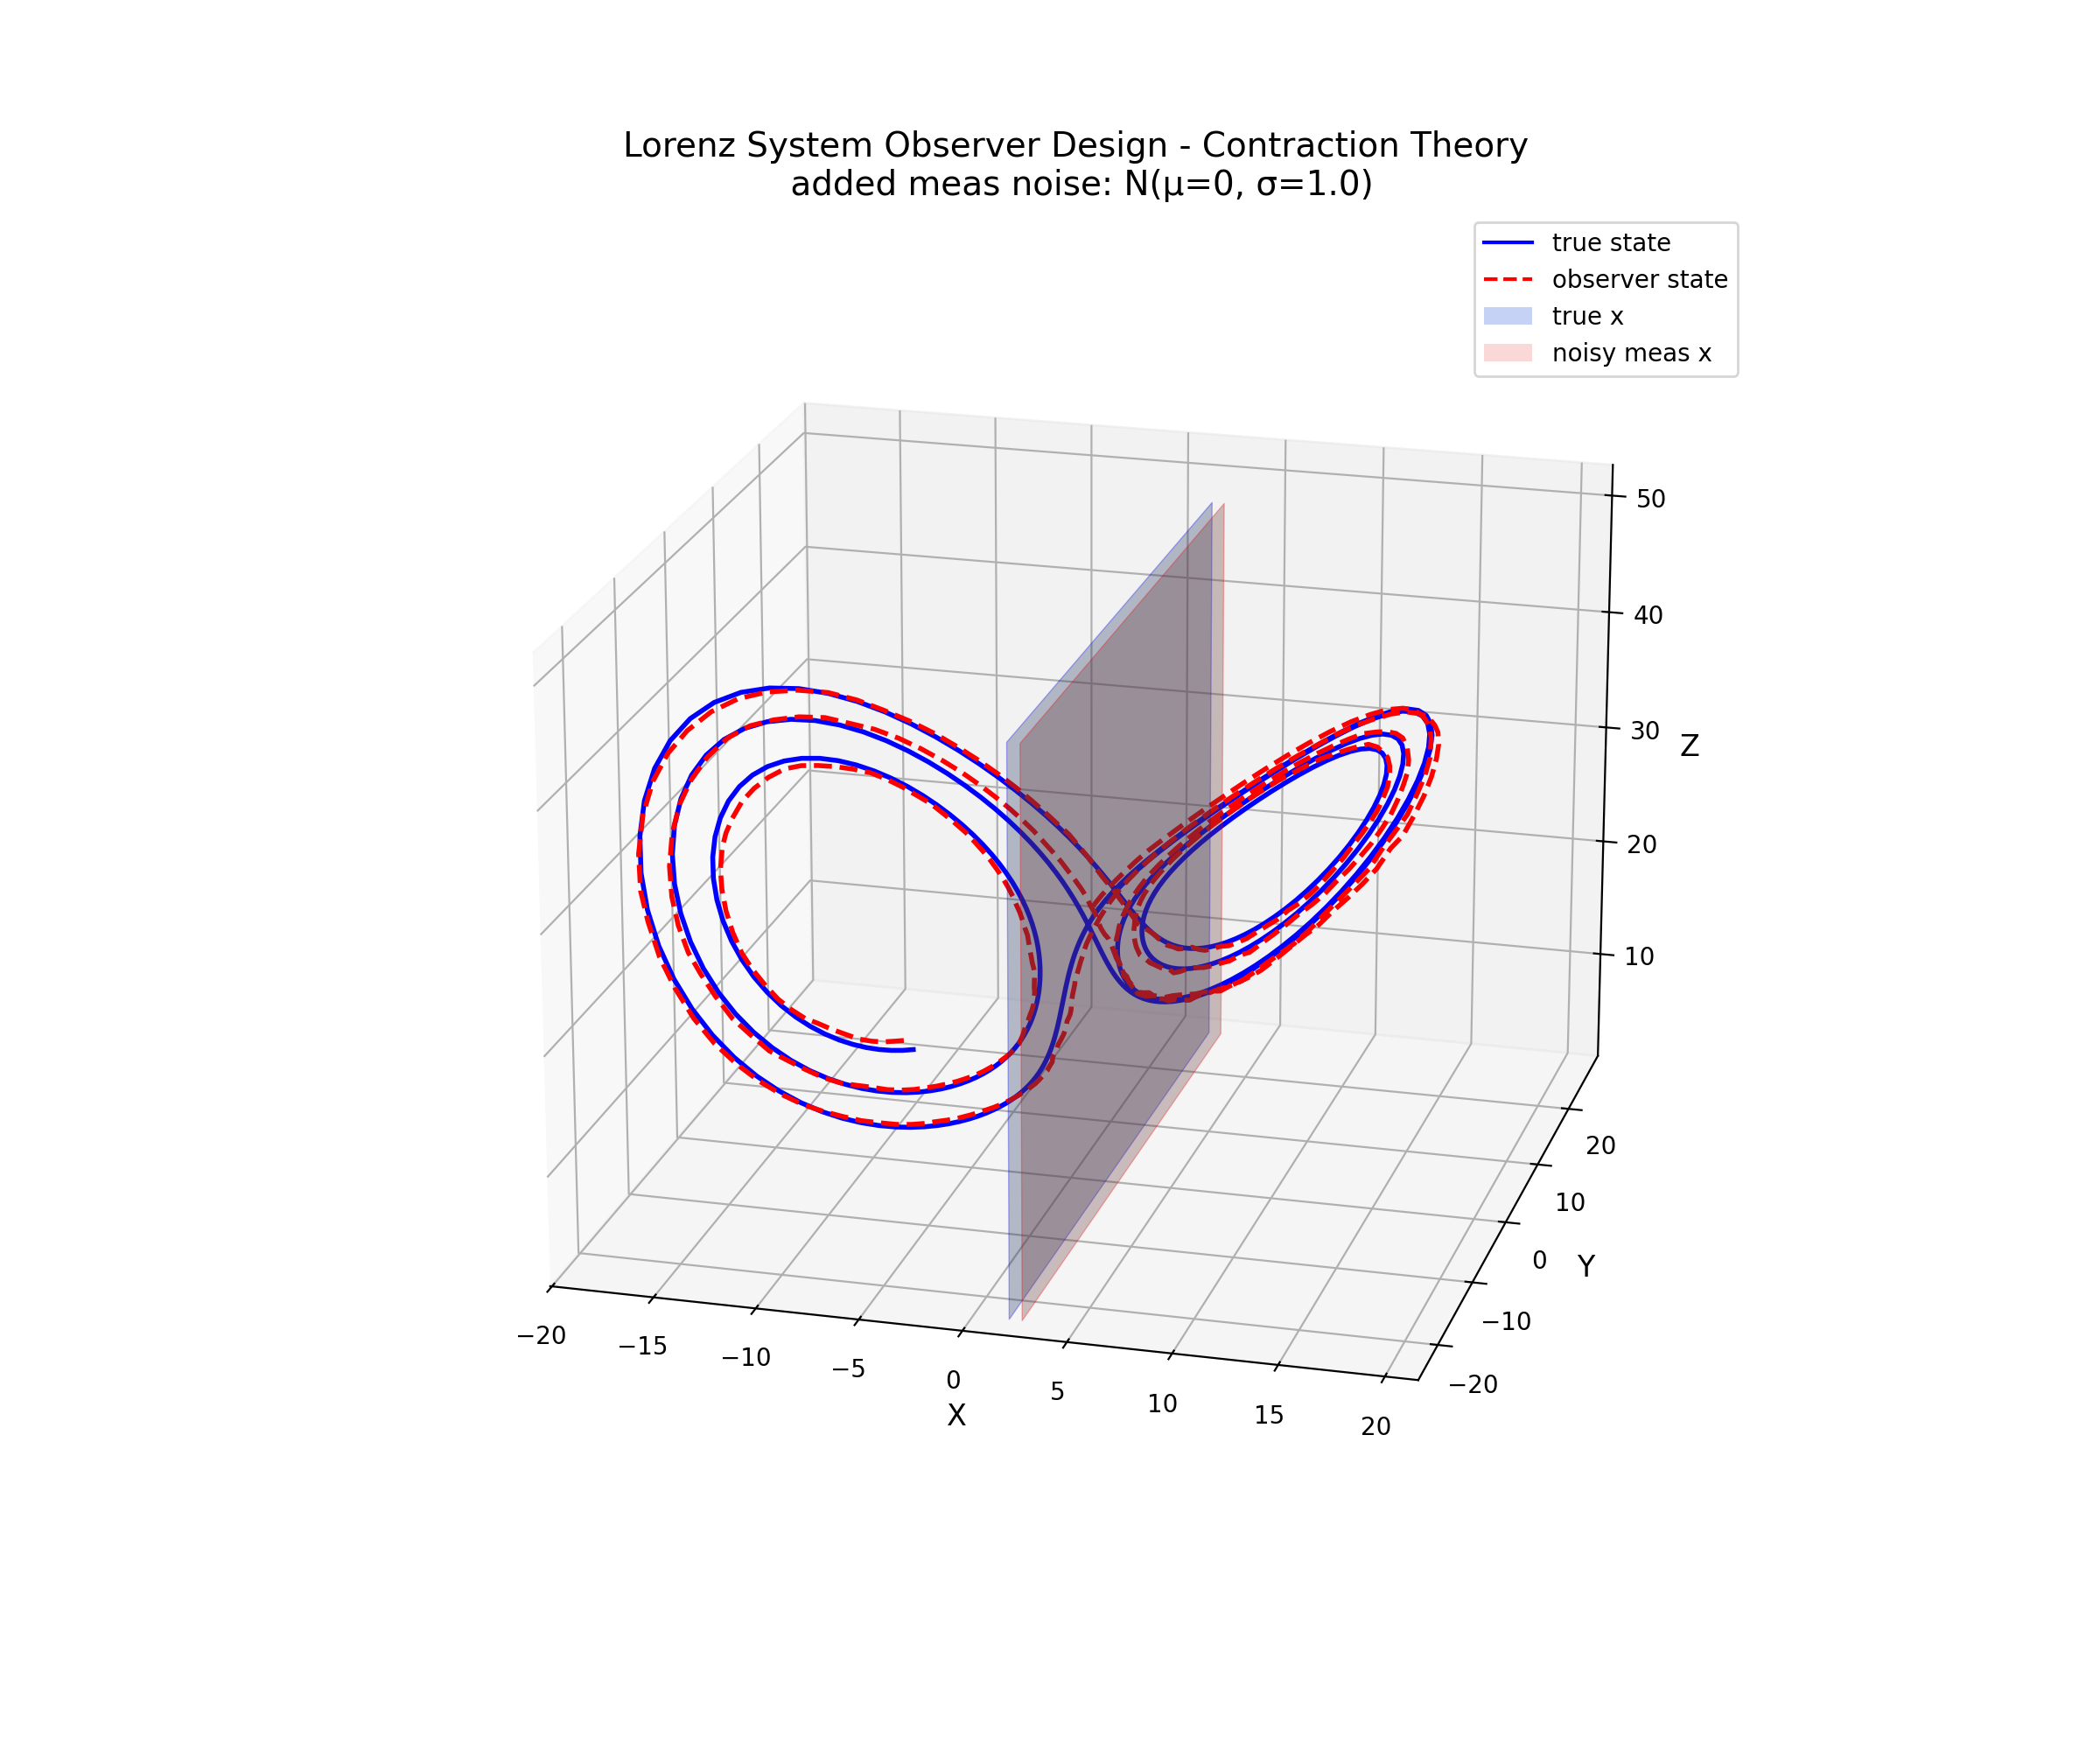 Lorenz System Observer Design - Contraction Theory
added meas noise: N(μ=0, σ=1.0)
true state
observer state
true x
noisy meas x
50
40
30
Z
20
10
20
10
0
Y
−10
−20
−20
−15
−10
−5
0
5
10
15
20
X